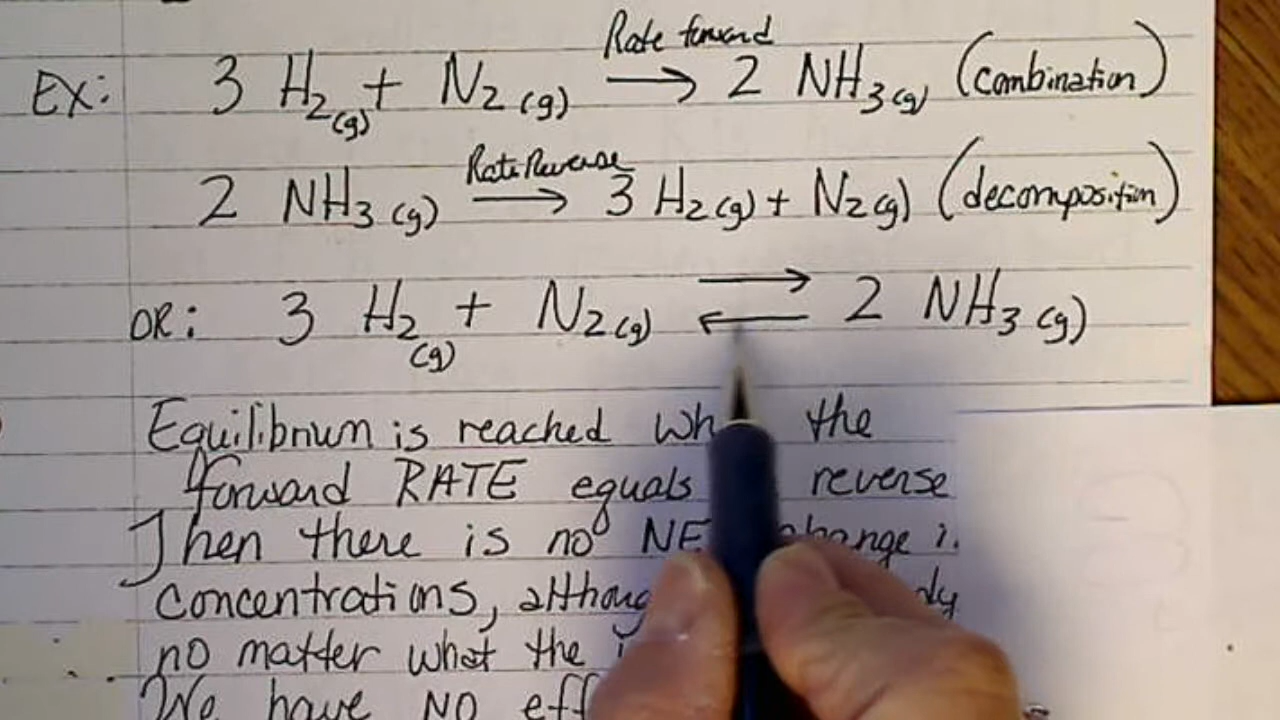 Rate forward
EX: 3 H₂(g) + N₂(g) → 2 NH₃(g) (combination)
Rate Reverse
2 NH₃(g) → 3 H₂(g) + N₂(g) (decomposition)
OR: 3 H₂(g) + N₂(g) ⇄ 2 NH₃(g)
Equilibrium is reached the
forward RATE equals reverse
Then there is no
concentrations,
no matter what the
We have NO